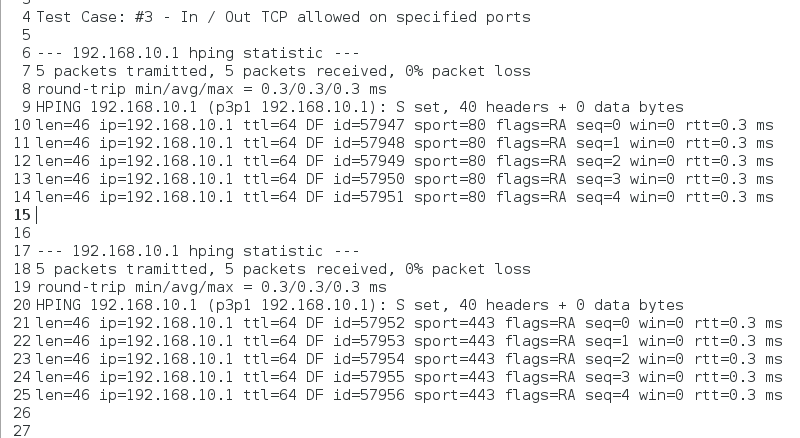 4 Test Case: #3 - In / Out TCP allowed on specified ports
5
6 --- 192.168.10.1 hping statistic ---
7 5 packets tramitted, 5 packets received, 0% packet loss
8 round-trip min/avg/max = 0.3/0.3/0.3 ms
9 HPING 192.168.10.1 (p3p1 192.168.10.1): S set, 40 headers + 0 data bytes
10 len=46 ip=192.168.10.1 ttl=64 DF id=57947 sport=80 flags=RA seq=0 win=0 rtt=0.3 ms
11 len=46 ip=192.168.10.1 ttl=64 DF id=57948 sport=80 flags=RA seq=1 win=0 rtt=0.3 ms
12 len=46 ip=192.168.10.1 ttl=64 DF id=57949 sport=80 flags=RA seq=2 win=0 rtt=0.3 ms
13 len=46 ip=192.168.10.1 ttl=64 DF id=57950 sport=80 flags=RA seq=3 win=0 rtt=0.3 ms
14 len=46 ip=192.168.10.1 ttl=64 DF id=57951 sport=80 flags=RA seq=4 win=0 rtt=0.3 ms
15
16
17 --- 192.168.10.1 hping statistic ---
18 5 packets tramitted, 5 packets received, 0% packet loss
19 round-trip min/avg/max = 0.3/0.3/0.3 ms
20 HPING 192.168.10.1 (p3p1 192.168.10.1): S set, 40 headers + 0 data bytes
21 len=46 ip=192.168.10.1 ttl=64 DF id=57952 sport=443 flags=RA seq=0 win=0 rtt=0.3 ms
22 len=46 ip=192.168.10.1 ttl=64 DF id=57953 sport=443 flags=RA seq=1 win=0 rtt=0.3 ms
23 len=46 ip=192.168.10.1 ttl=64 DF id=57954 sport=443 flags=RA seq=2 win=0 rtt=0.3 ms
24 len=46 ip=192.168.10.1 ttl=64 DF id=57955 sport=443 flags=RA seq=3 win=0 rtt=0.3 ms
25 len=46 ip=192.168.10.1 ttl=64 DF id=57956 sport=443 flags=RA seq=4 win=0 rtt=0.3 ms
26
27